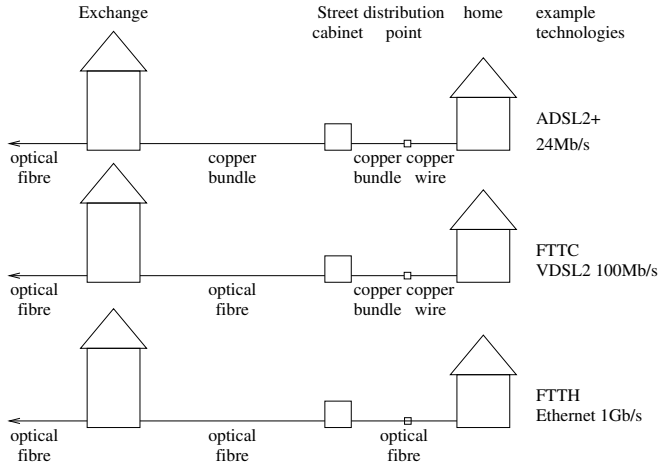 Exchange
Street distribution home example
cabinet point technologies
ADSL2+
24Mb/s
optical copper copper copper
fibre bundle bundle wire
FTTC
VDSL2 100Mb/s
optical optical copper copper
fibre fibre bundle wire
FTTH
Ethernet 1Gb/s
optical optical optical
fibre fibre fibre